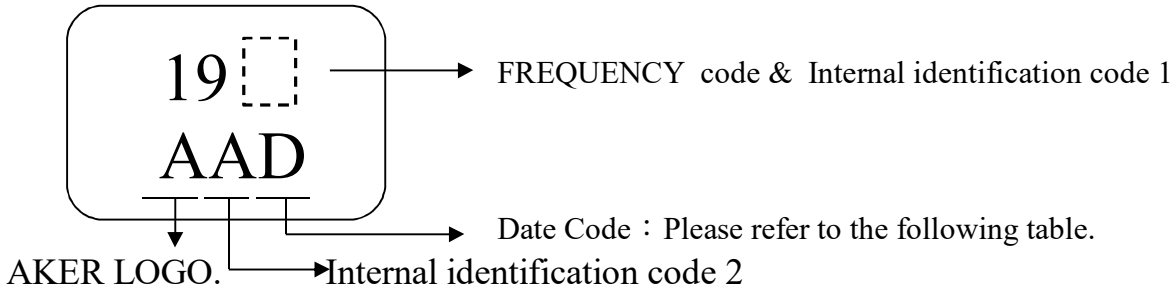 19
FREQUENCY code & Internal identification code 1
AAD
Date Code：Please refer to the following table.
AKER LOGO.
Internal identification code 2